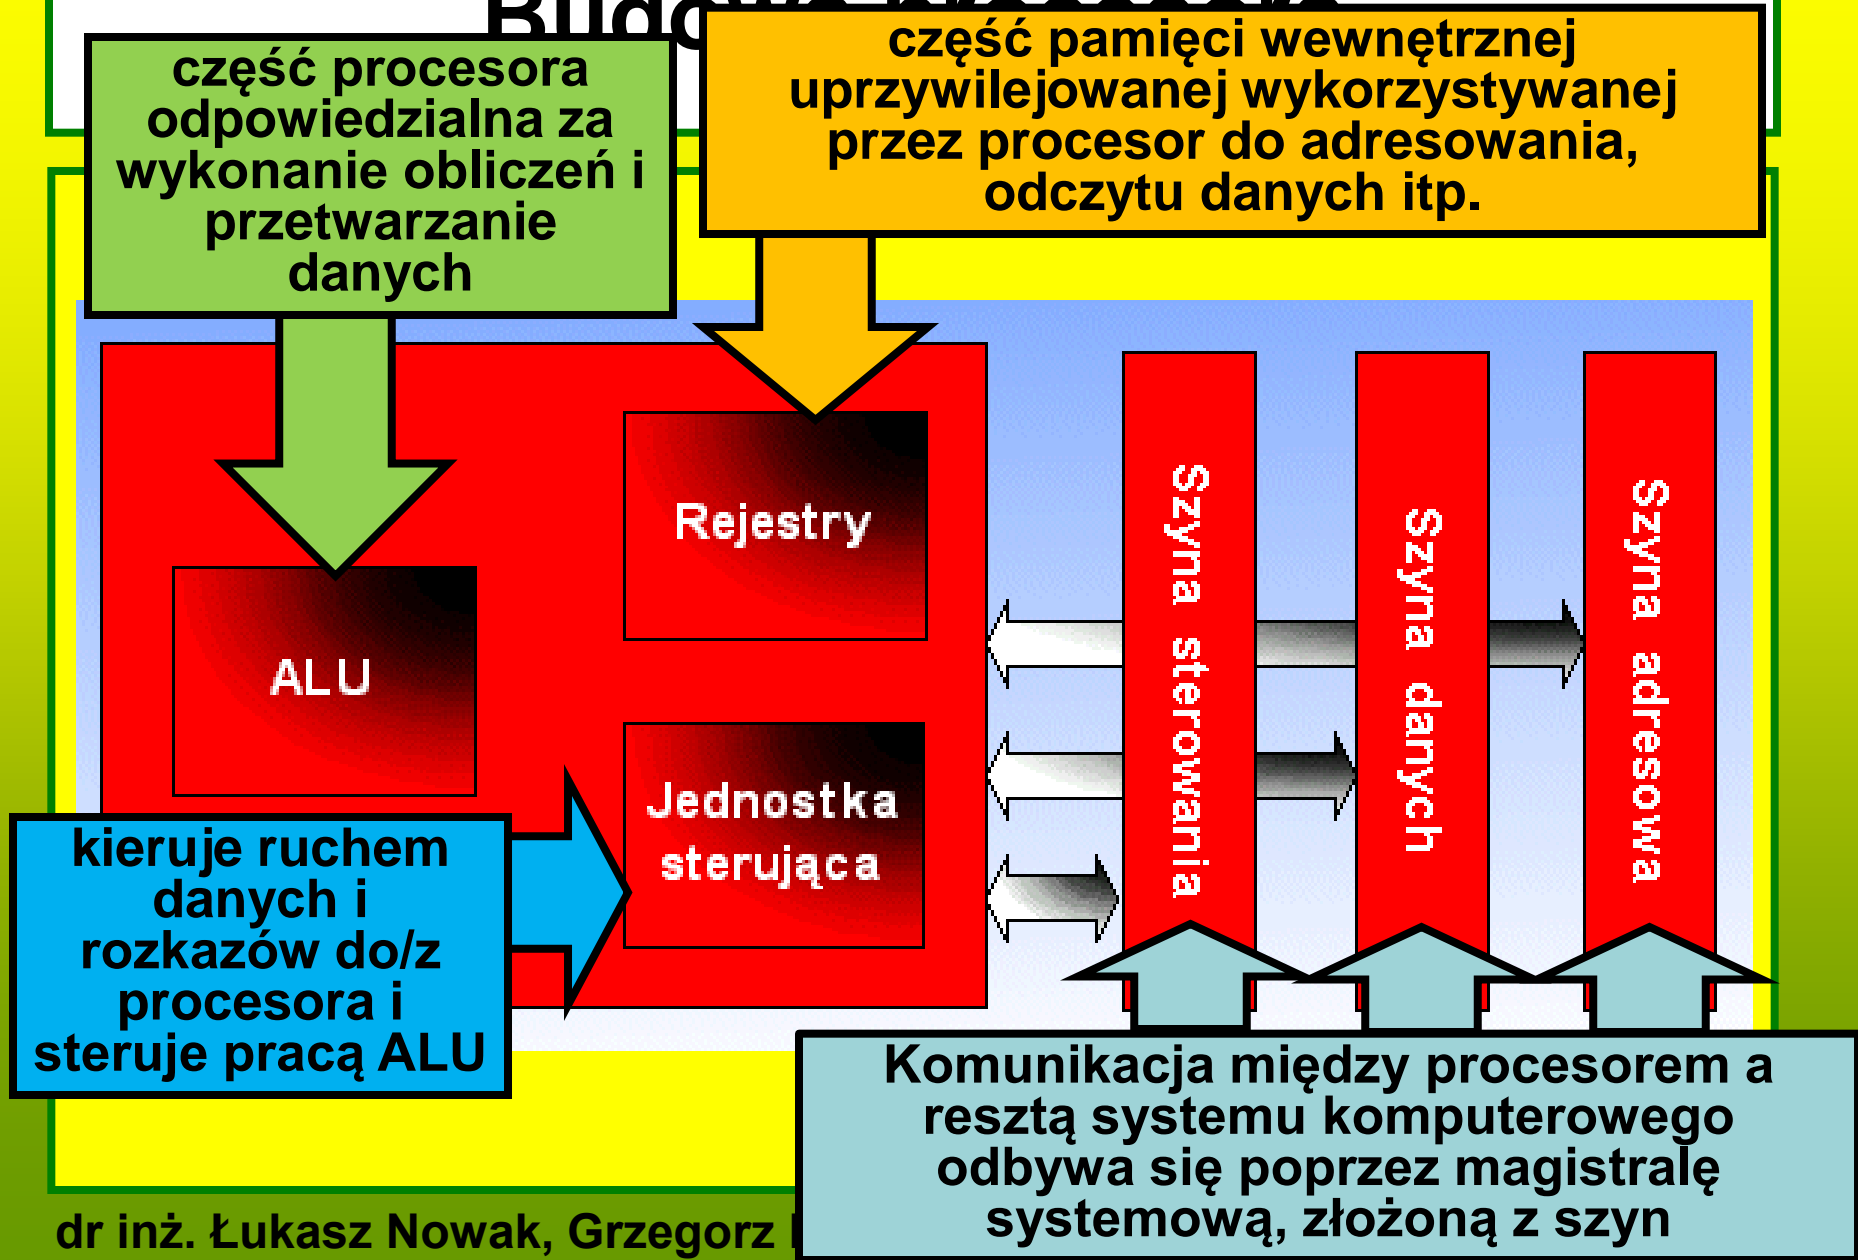 część procesora
odpowiedzialna za
wykonanie obliczeń i
przetwarzanie
danych
część pamięci wewnętrznej
uprzywilejowanej wykorzystywanej
przez procesor do adresowania,
odczytu danych itp.
Rejestry
ALU
Jednostka
sterująca
Szyna sterowania
Szyna danych
Szyna adresowa
kieruje ruchem
danych i
rozkazów do/z
procesora i
steruje pracą ALU
Komunikacja między procesorem a
resztą systemu komputerowego
odbywa się poprzez magistralę
systemową, złożoną z szyn
dr inż. Łukasz Nowak, Grzegorz